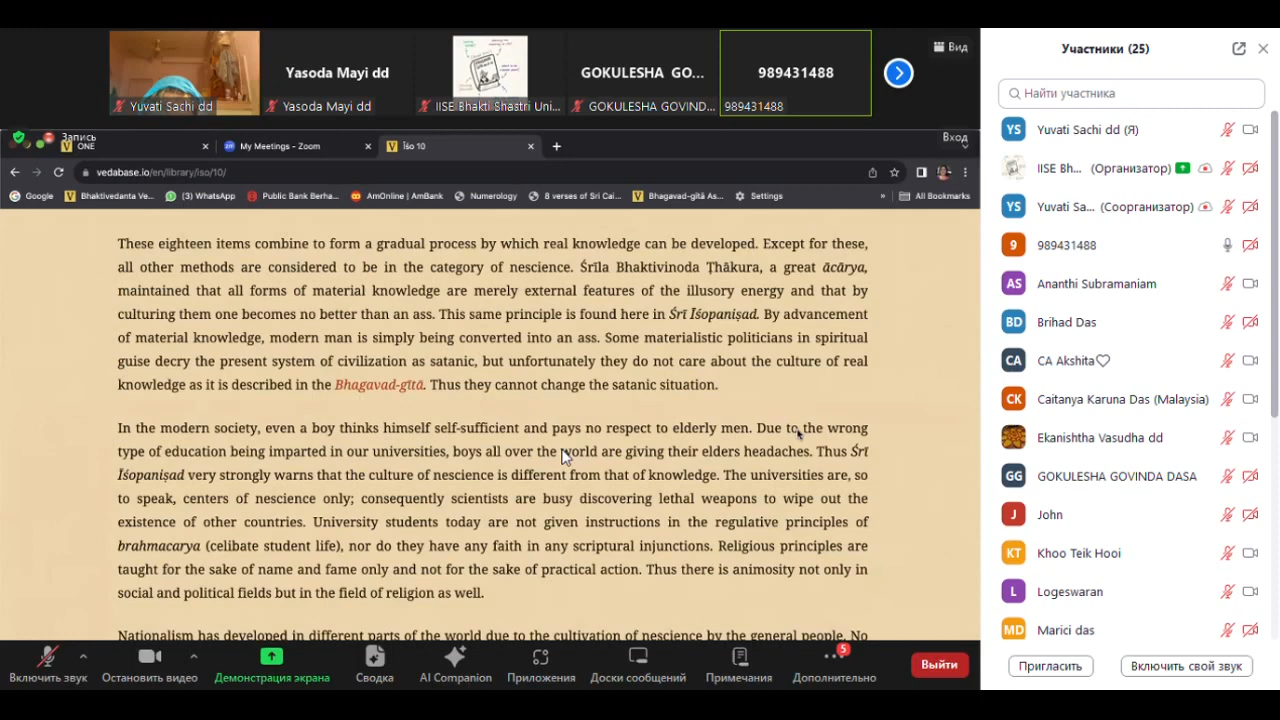 Yasoda Mayi dd
GOKULESHA GO...
989431488
Вид
Yuvati Sachi dd
Yasoda Mayi dd
IISE Bhakti Shastri Uni...
GOKULESHA GOVIND...
989431488
Участники (25)
Найти участника
Запись
ONE
My Meetings - Zoom
Īśo 10
Вход
vedabase.io/en/library/iso/10/
Google
Bhaktivedanta Ve...
(3) WhatsApp
Public Bank Berha...
AmOnline | AmBank
Numerology
8 verses of Sri Cai...
Bhagavad-gītā As...
Settings
»
All Bookmarks
These eighteen items combine to form a gradual process by which real knowledge can be developed. Except for these,
all other methods are considered to be in the category of nescience. Śrīla Bhaktivinoda Ṭhākura, a great ācārya,
maintained that all forms of material knowledge are merely external features of the illusory energy and that by
culturing them one becomes no better than an ass. This same principle is found here in Śrī Īśopaniṣad. By advancement
of material knowledge, modern man is simply being converted into an ass. Some materialistic politicians in spiritual
guise decry the present system of civilization as satanic, but unfortunately they do not care about the culture of real
knowledge as it is described in the Bhagavad-gītā. Thus they cannot change the satanic situation.
In the modern society, even a boy thinks himself self-sufficient and pays no respect to elderly men. Due to the wrong
type of education being imparted in our universities, boys all over the world are giving their elders headaches. Thus Śrī
Īśopaniṣad very strongly warns that the culture of nescience is different from that of knowledge. The universities are, so
to speak, centers of nescience only; consequently scientists are busy discovering lethal weapons to wipe out the
existence of other countries. University students today are not given instructions in the regulative principles of
brahmacarya (celibate student life), nor do they have any faith in any scriptural injunctions. Religious principles are
taught for the sake of name and fame only and not for the sake of practical action. Thus there is animosity not only in
social and political fields but in the field of religion as well.
Nationalism has developed in different parts of the world due to the cultivation of nescience by the general people. No
YS Yuvati Sachi dd (Я)
IISE Bh... (Организатор)
YS Yuvati Sa... (Соорганизатор)
9 989431488
AS Ananthi Subramaniam
BD Brihad Das
CA CA Akshita♡
CK Caitanya Karuna Das (Malaysia)
Ekanishtha Vasudha dd
GG GOKULESHA GOVINDA DASA
J John
KT Khoo Teik Hooi
L Logeswaran
MD Marici das
Включить звук
Остановить видео
Демонстрация экрана
Сводка
AI Companion
Приложения
Доски сообщений
Примечания
5
Дополнительно
Выйти
Пригласить
Включить свой звук